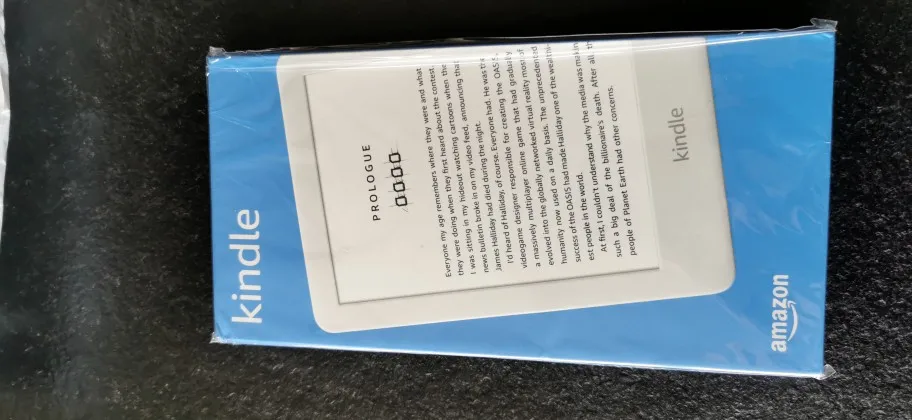 kindle
PROLOGUE
Everyone my age remembers where they were and what
they were doing when they first heard about the contest.
I was sitting in my hideout watching cartoons when the
news bulletin broke in on my video feed, announcing that
James Halliday had died during the night.
I'd heard of Halliday, of course. Everyone had. He was the
videogame designer responsible for creating the OASIS,
a massively multiplayer online game that had gradually
evolved into the globally networked virtual reality most of
humanity now used on a daily basis. The unprecedented
success of the OASIS had made Halliday one of the wealthi-
est people in the world.
At first, I couldn't understand why the media was making
such a big deal of the billionaire's death. After all, the
people of Planet Earth had other concerns.
kindle
amazon